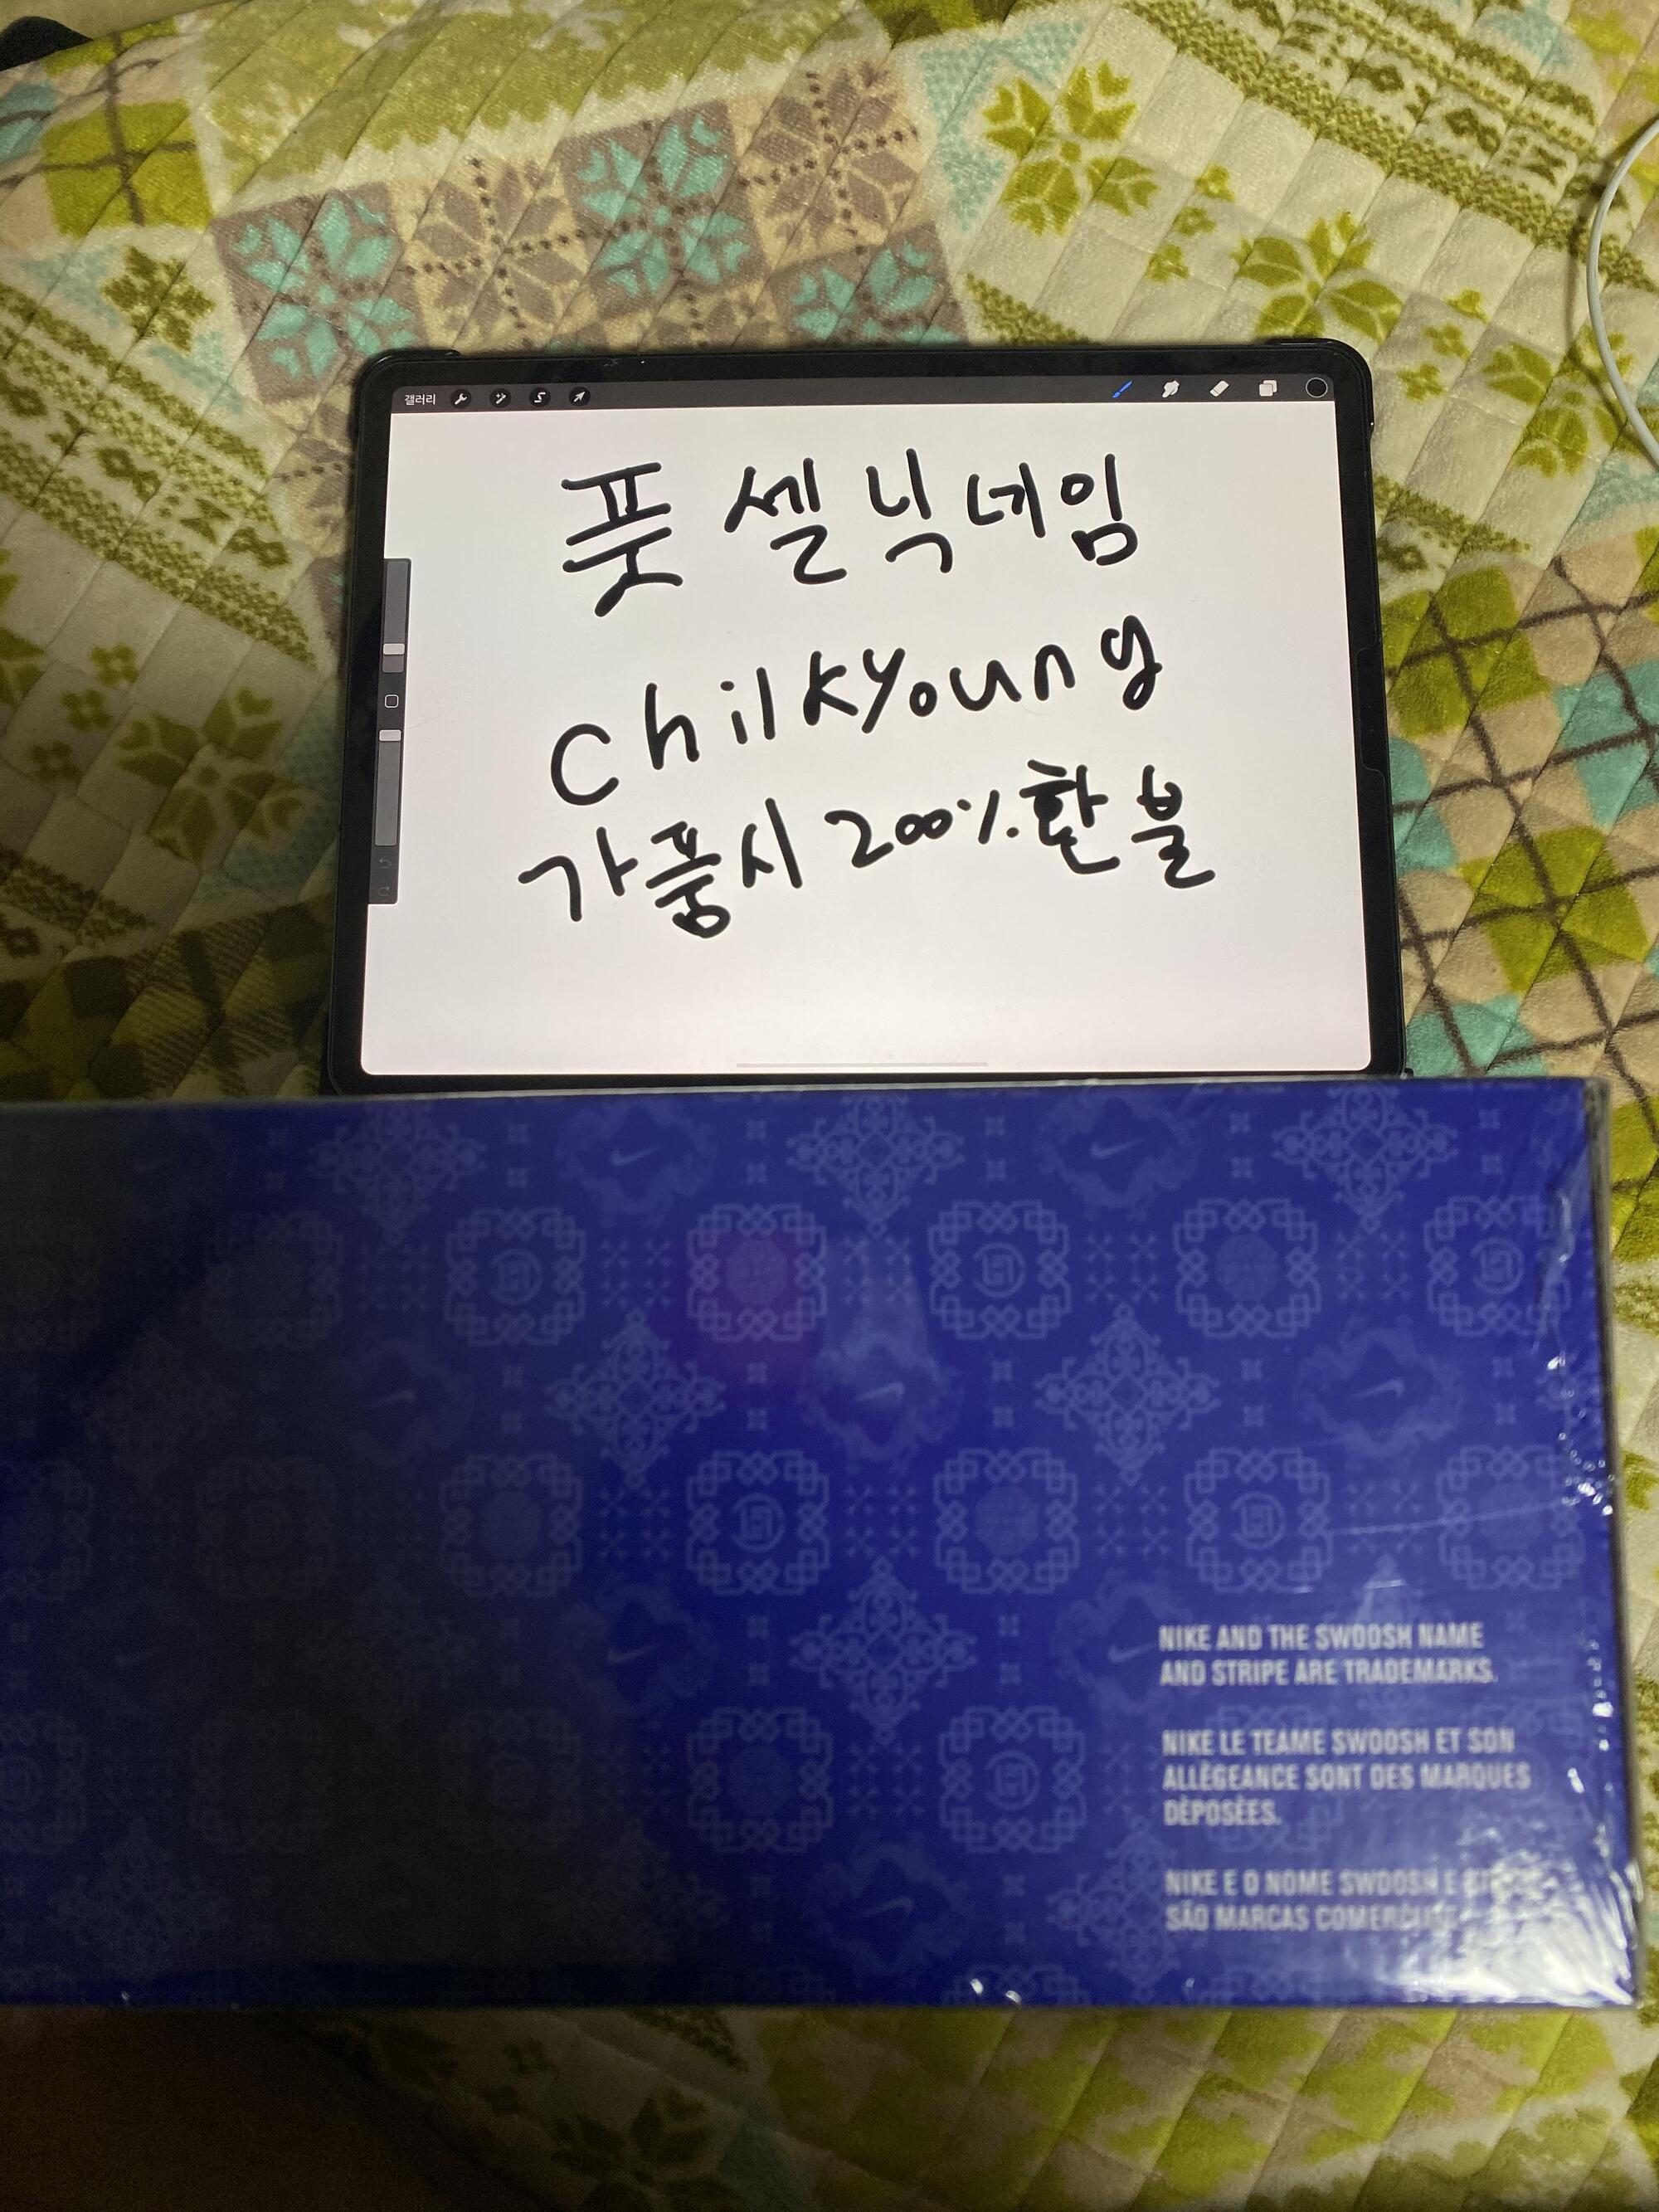 갤러리
풋셀닉네임
chilkyoung
가품시 200% 환불
NIKE AND THE SWOOSH NAME
AND STRIPE ARE TRADEMARKS.
NIKE LE TEAME SWOOSH ET SON
ALLÈGEANCE SONT DES MARQUES
DÈPOSÈES.
NIKE E O NOME SWOOSH E
SÃO MARCAS